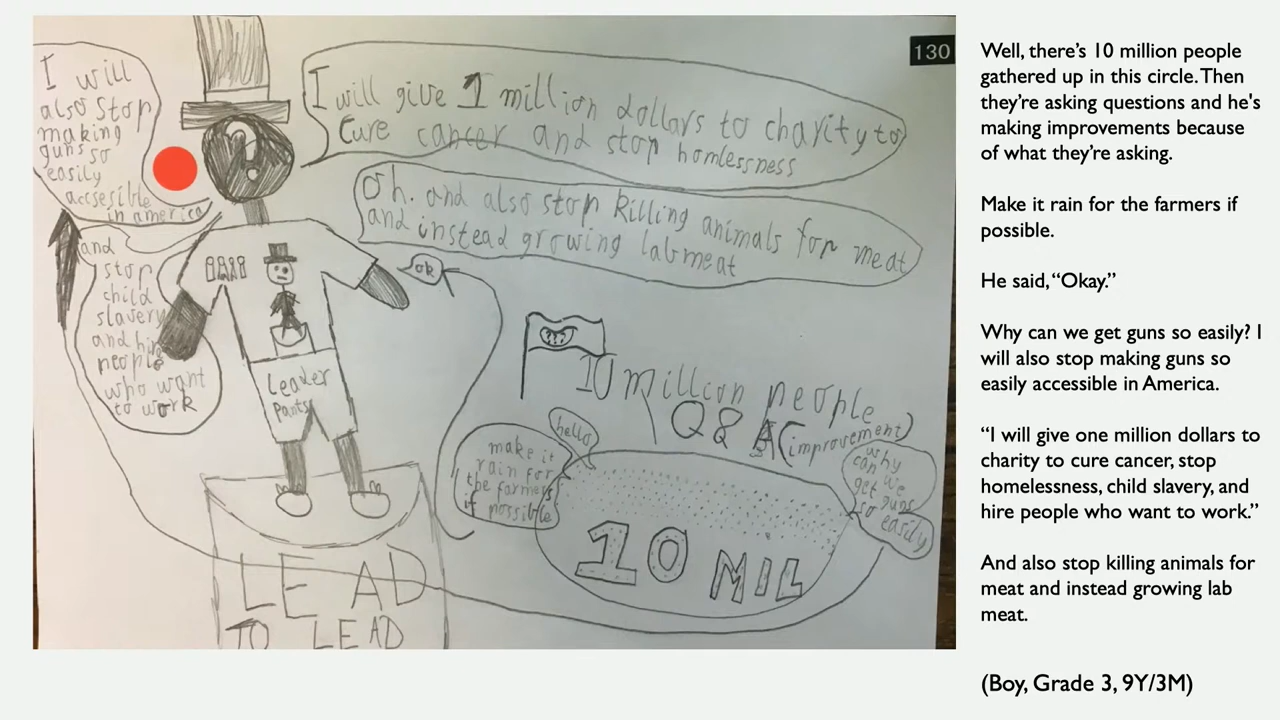 130
I will
also stop
making
guns so
easily
accsesible
in america
I will give 1 million dollars to charity to
Cure cancer and stop homlessness
Oh. and also stop killing animals for meat
and instead growing labmeat
and
stop
child
slavery
and hire
people
who want
to work
ok
Leader
Pants
10 million people
Q & A (improvement)
hello
make it
rain for
the farmers
if possible
why
can we
get guns
so easily
10 MIL
LEAD
TO LEAD
Well, there's 10 million people
gathered up in this circle. Then
they're asking questions and he's
making improvements because
of what they're asking.
Make it rain for the farmers if
possible.
He said, “Okay.”
Why can we get guns so easily? I
will also stop making guns so
easily accessible in America.
“I will give one million dollars to
charity to cure cancer, stop
homelessness, child slavery, and
hire people who want to work.”
And also stop killing animals for
meat and instead growing lab
meat.
(Boy, Grade 3, 9Y/3M)